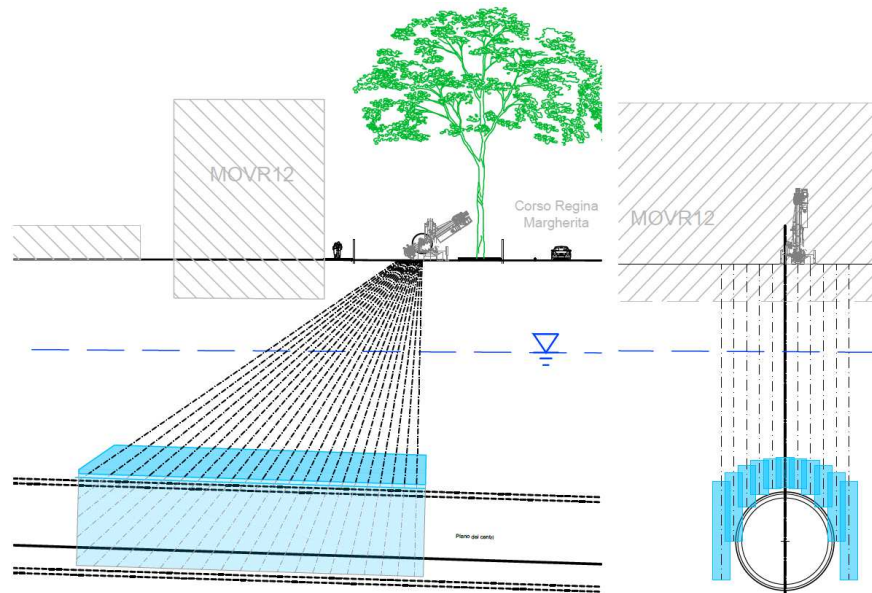 MOVR12
Corso Regina
Margherita
MOVR12
Piano dei centri